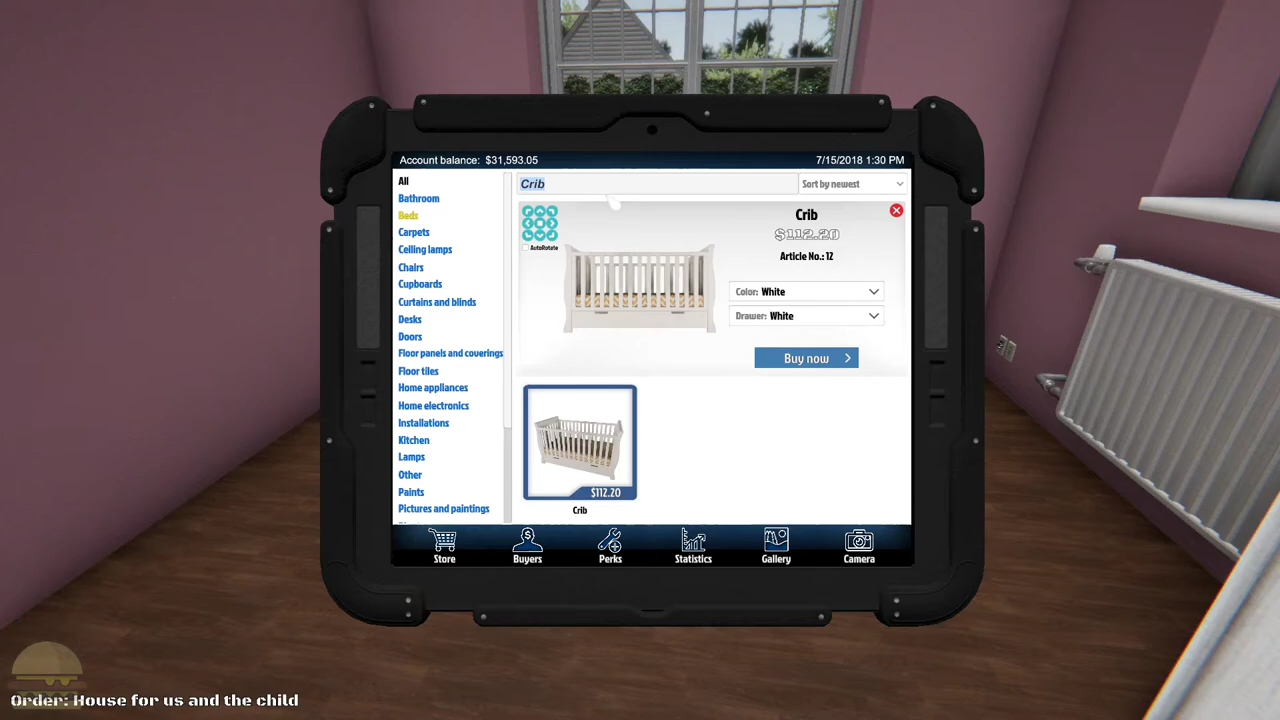 Account balance: $31,593.05
7/15/2018 1:30 PM
All
Bathroom
Beds
Carpets
Ceiling lamps
Chairs
Cupboards
Curtains and blinds
Desks
Doors
Floor panels and coverings
Floor tiles
Home appliances
Home electronics
Installations
Kitchen
Lamps
Other
Paints
Pictures and paintings
Crib
Sort by newest
AutoRotate
Crib
$112.20
Article No.: 12
Color: White
Drawer: White
Buy now
$112.20
Crib
Store
Buyers
Perks
Statistics
Gallery
Camera
Order: House for us and the child